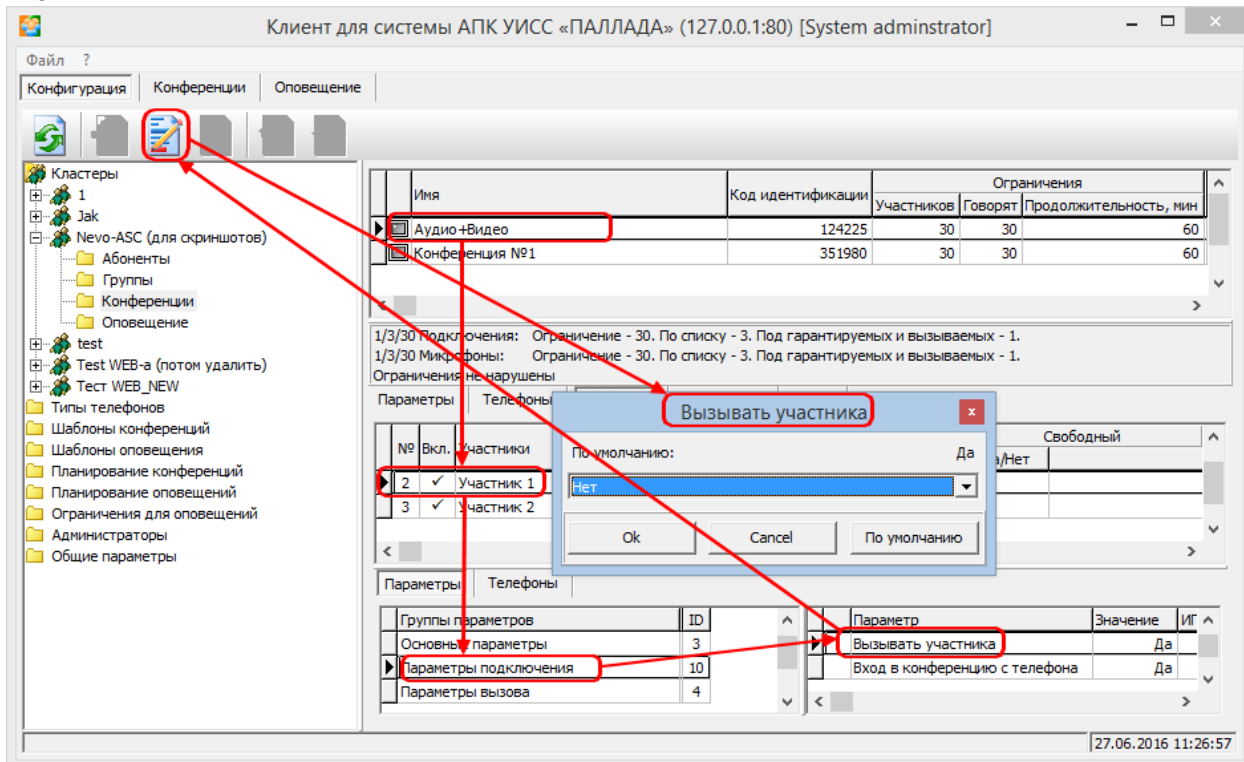 Клиент для системы АПК УИСС «ПАЛЛАДА» (127.0.0.1:80) [System adminstrator]
Файл ?
Конфигурация Конференции Оповещение
Кластеры
1
Jak
Nevo-ASC (для скриншотов)
Абоненты
Группы
Конференции
Оповещение
test
Test WEB-а (потом удалить)
Тест WEB_NEW
Типы телефонов
Шаблоны конференций
Шаблоны оповещения
Планирование конференций
Планирование оповещений
Ограничения для оповещений
Администраторы
Общие параметры
Имя Код идентификации Ограничения
Участников Говорят Продолжительность, мин
Аудио+Видео 124225 30 30 60
Конференция №1 351980 30 30 60
1/3/30 Подключения: Ограничение - 30. По списку - 3. Под гарантируемых и вызываемых - 1.
1/3/30 Микрофоны: Ограничение - 30. По списку - 3. Под гарантируемых и вызываемых - 1.
Ограничения не нарушены
Параметры Телефоны
№ Вкл. Участники Свободный
а/Нет
2 ✓ Участник 1
3 ✓ Участник 2
Вызывать участника x
По умолчанию: Да
Нет
Ok Cancel По умолчанию
Параметры Телефоны
Группы параметров ID
Основные параметры 3
Параметры подключения 10
Параметры вызова 4
Параметр Значение ИГ
Вызывать участника Да
Вход в конференцию с телефона Да
27.06.2016 11:26:57